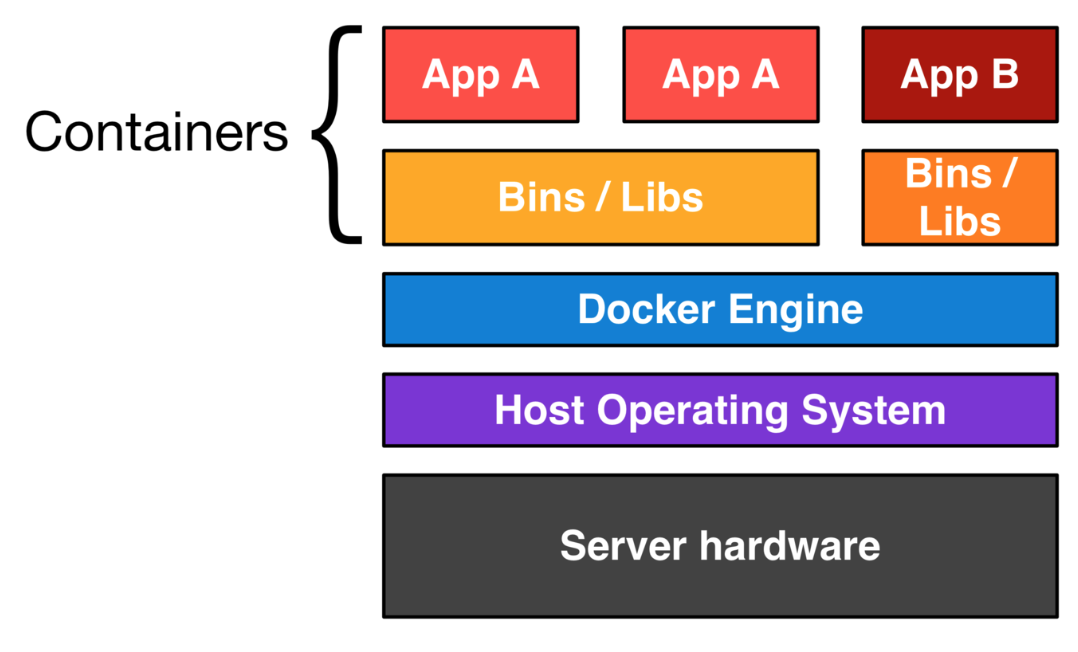 Containers
App A
App A
App B
Bins / Libs
Bins /
Libs
Docker Engine
Host Operating System
Server hardware